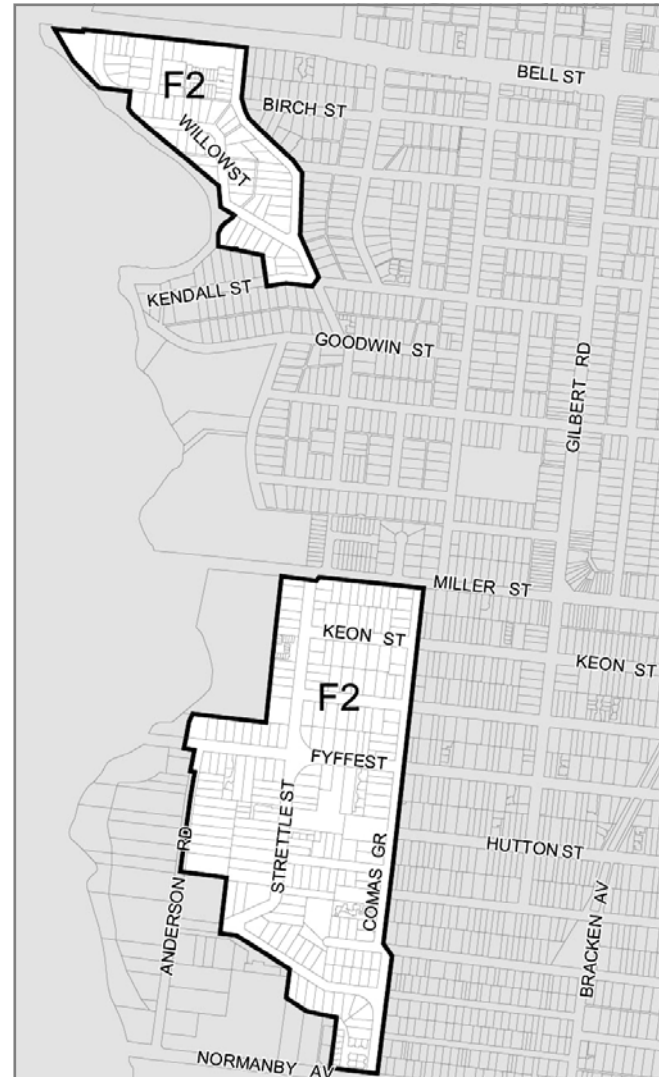 BELL ST
F2
BIRCH ST
WILLOWST
KENDALL ST
GOODWIN ST
GILBERT RD
MILLER ST
KEON ST
KEON ST
F2
FYFFEST
STRETTLE ST
HUTTON ST
ANDERSON RD
COMAS GR
BRACKEN AV
NORMANBY AV